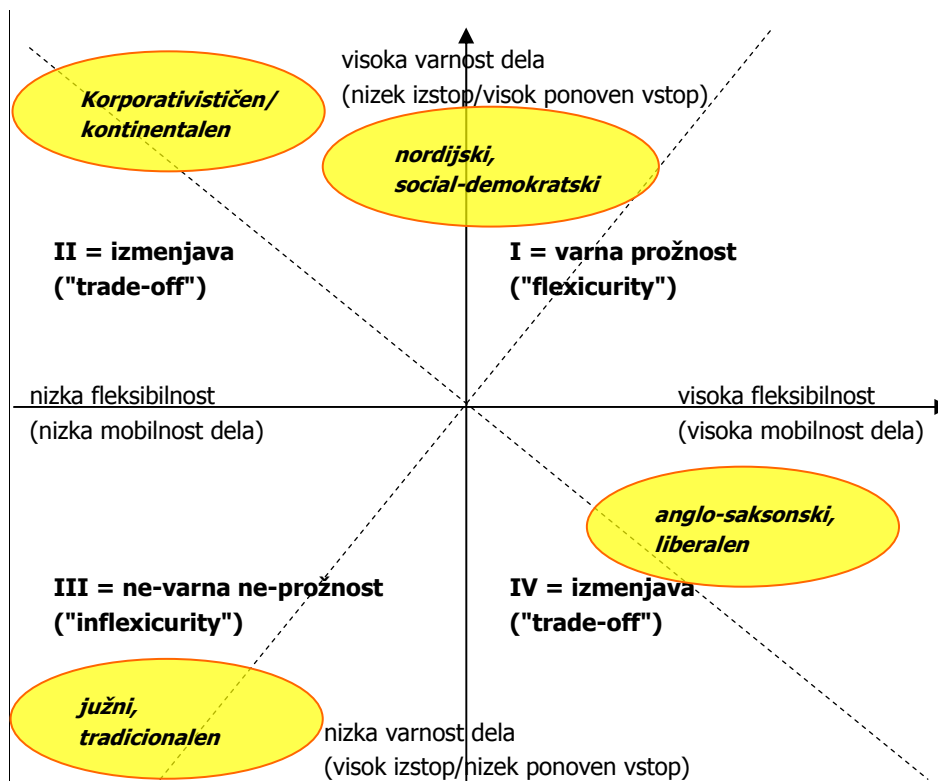 visoka varnost dela
(nizek izstop/visok ponoven vstop)
Korporativističen/
kontinentalen
nordijski,
social-demokratski
II = izmenjava
("trade-off")
I = varna prožnost
("flexicurity")
nizka fleksibilnost
(nizka mobilnost dela)
visoka fleksibilnost
(visoka mobilnost dela)
anglo-saksonski,
liberalen
III = ne-varna ne-prožnost
("inflexicurity")
IV = izmenjava
("trade-off")
južni,
tradicionalen
nizka varnost dela
(visok izstop/nizek ponoven vstop)